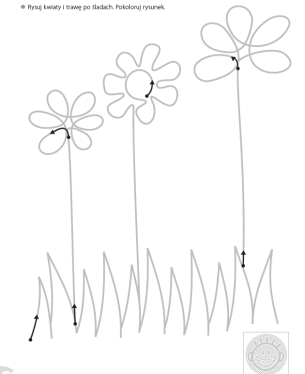 Rysuj kwiaty i trawę po śladach. Pokoloruj rysunek.